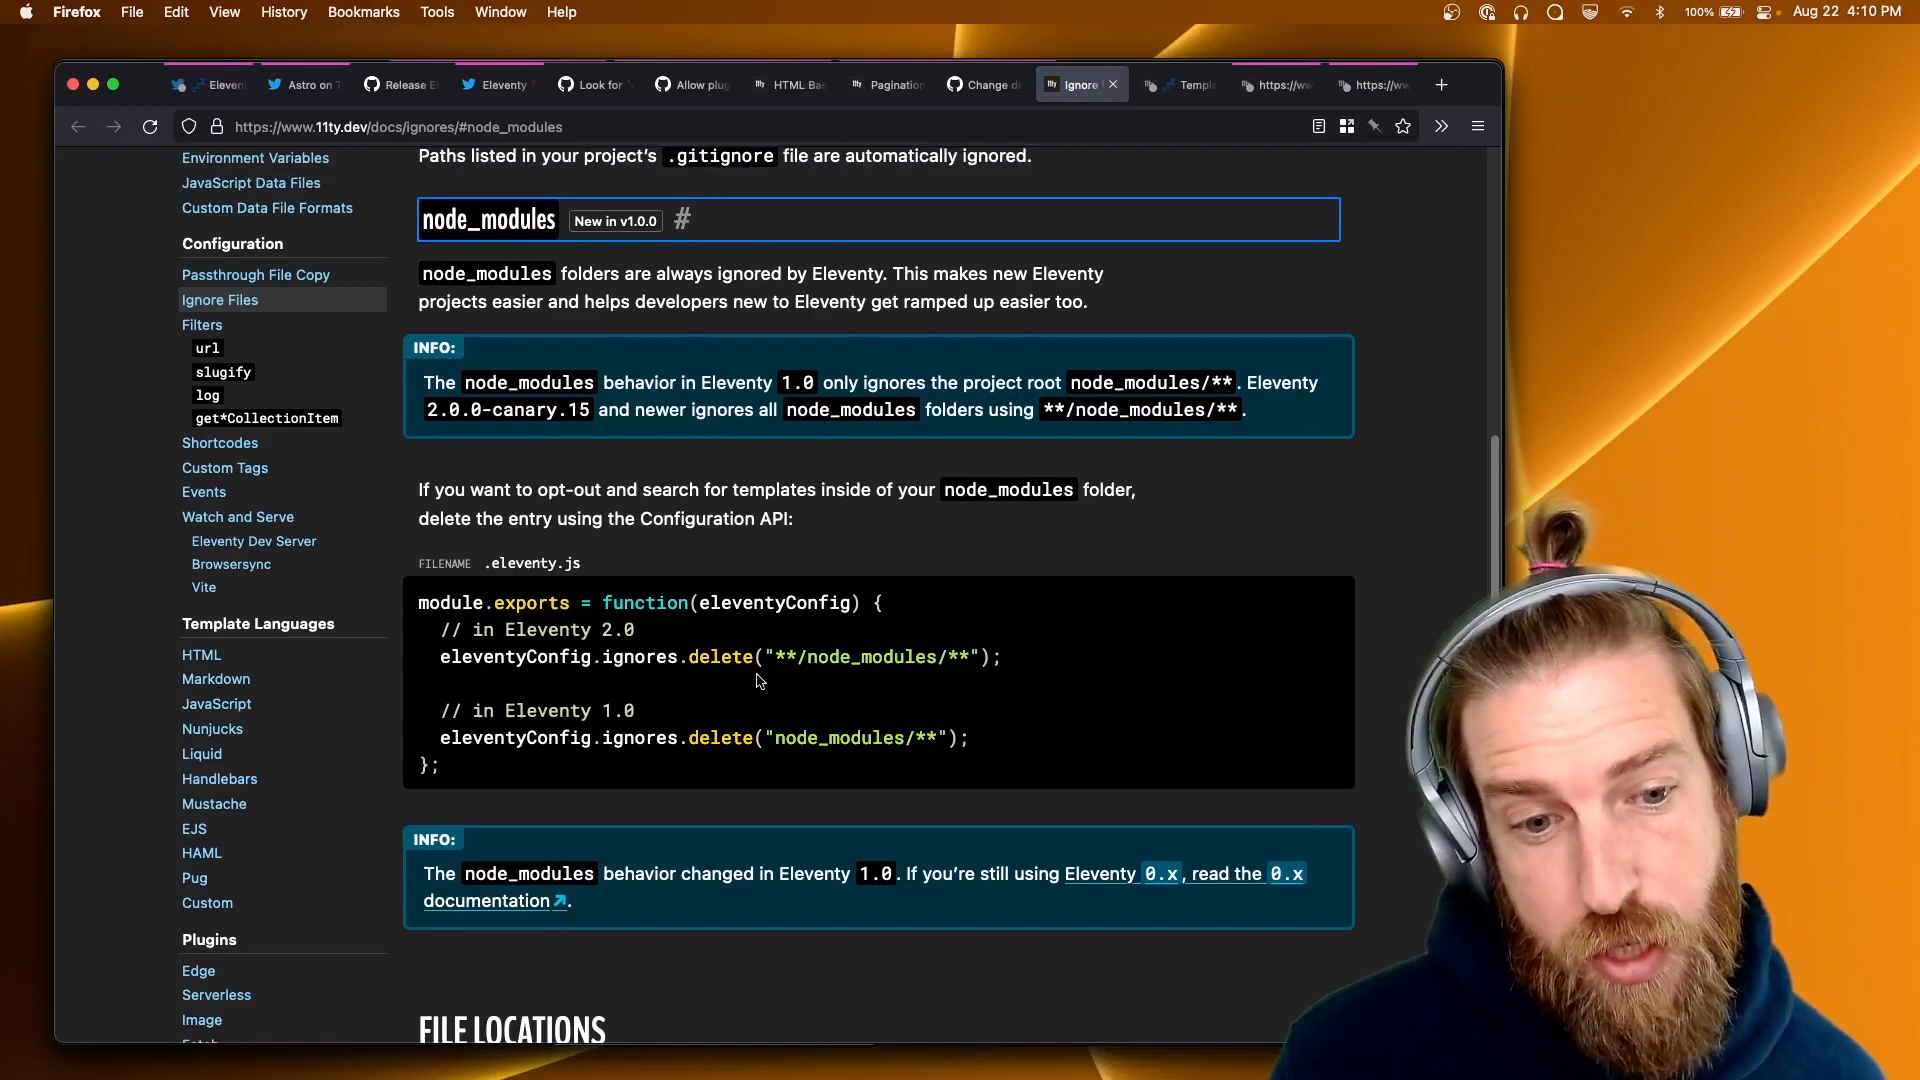 Firefox File Edit View History Bookmarks Tools Window Help
100% Aug 22 4:10 PM
Eleven Astro on T Release El Eleventy Look for Allow plug HTML Bas Pagination Change de Ignore Templ https://ww https://ww
https://www.11ty.dev/docs/ignores/#node_modules
Environment Variables
JavaScript Data Files
Custom Data File Formats
Configuration
Passthrough File Copy
Ignore Files
Filters
url
slugify
log
get*CollectionItem
Shortcodes
Custom Tags
Events
Watch and Serve
Eleventy Dev Server
Browsersync
Vite
Template Languages
HTML
Markdown
JavaScript
Nunjucks
Liquid
Handlebars
Mustache
EJS
HAML
Pug
Custom
Plugins
Edge
Serverless
Image
Paths listed in your project’s .gitignore file are automatically ignored.
node_modules New in v1.0.0 #
node_modules folders are always ignored by Eleventy. This makes new Eleventy
projects easier and helps developers new to Eleventy get ramped up easier too.
INFO:
The node_modules behavior in Eleventy 1.0 only ignores the project root node_modules/**. Eleventy
2.0.0-canary.15 and newer ignores all node_modules folders using **/node_modules/**.
If you want to opt-out and search for templates inside of your node_modules folder,
delete the entry using the Configuration API:
FILENAME .eleventy.js
module.exports = function(eleventyConfig) {
// in Eleventy 2.0
eleventyConfig.ignores.delete("**/node_modules/**");
// in Eleventy 1.0
eleventyConfig.ignores.delete("node_modules/**");
};
INFO:
The node_modules behavior changed in Eleventy 1.0. If you’re still using Eleventy 0.x, read the 0.x
documentation↗.
FILE LOCATIONS